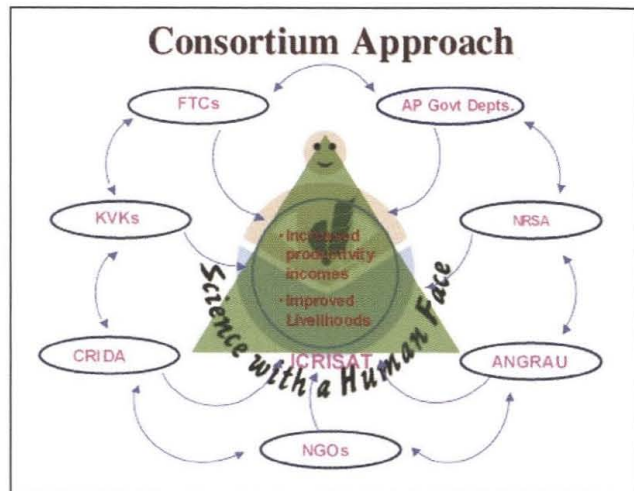 Consortium Approach
FTCs
AP Govt Depts.
KVKs
NRSA
• Increased
productivity
incomes
• Improved
Livelihoods
Science with a Human Face
CRIDA
ICRISAT
ANGRAU
NGOs